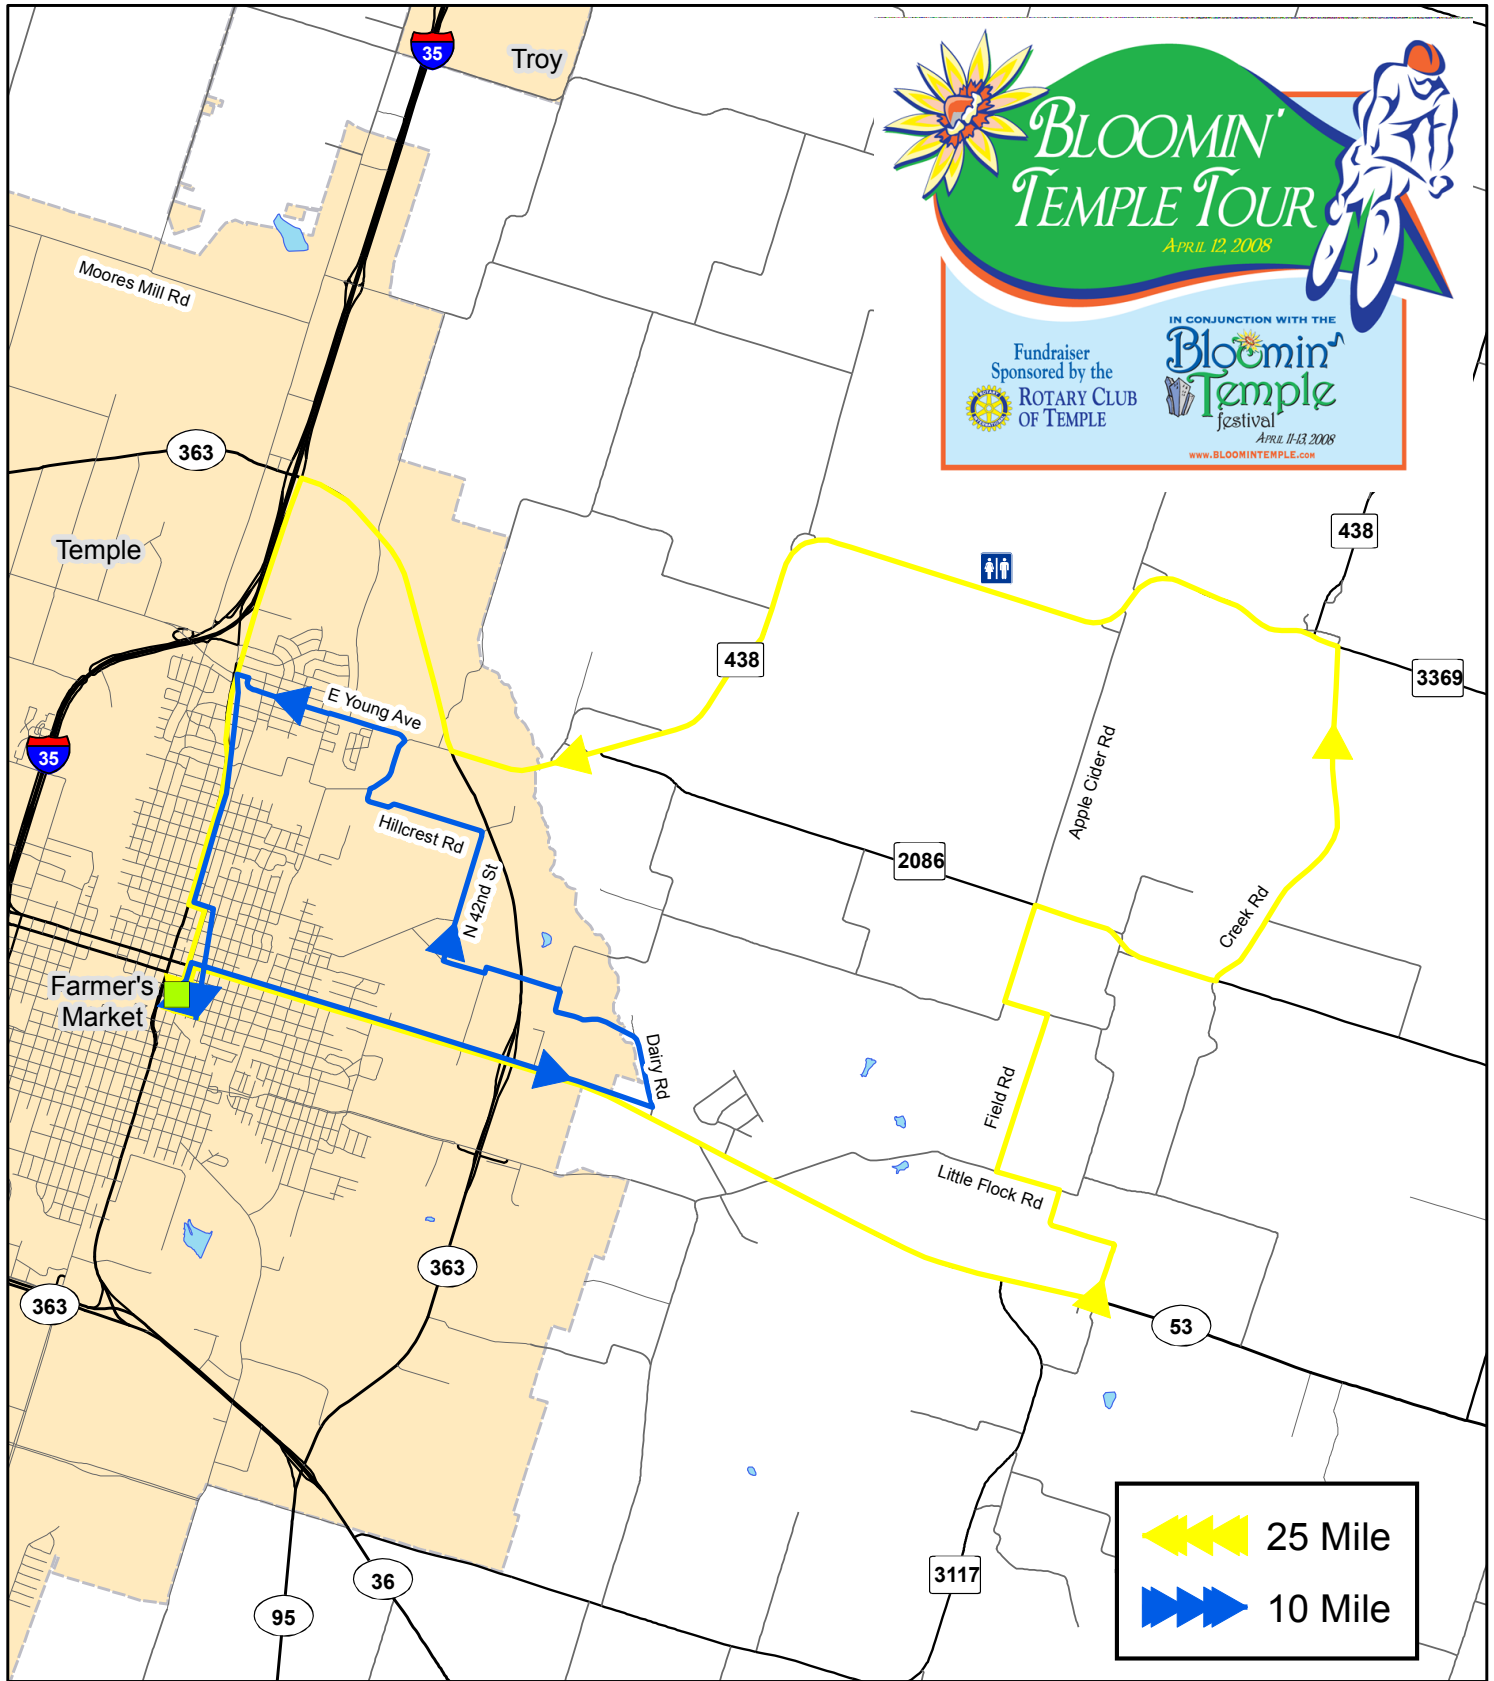 35
Troy
BLOOMIN'
TEMPLE TOUR
APRIL 12, 2008
IN CONJUNCTION WITH THE
Bloomin'
Temple
festival
APRIL 11-13, 2008
WWW.BLOOMINTEMPLE.COM
Fundraiser
Sponsored by the
ROTARY CLUB
OF TEMPLE
Moores Mill Rd
363
Temple
438
438
3369
E Young Ave
35
Apple Cider Rd
Hillcrest Rd
2086
N 42nd St
Creek Rd
Farmer's
Market
Dairy Rd
Field Rd
Little Flock Rd
363
363
53
3117
36
95
25 Mile
10 Mile